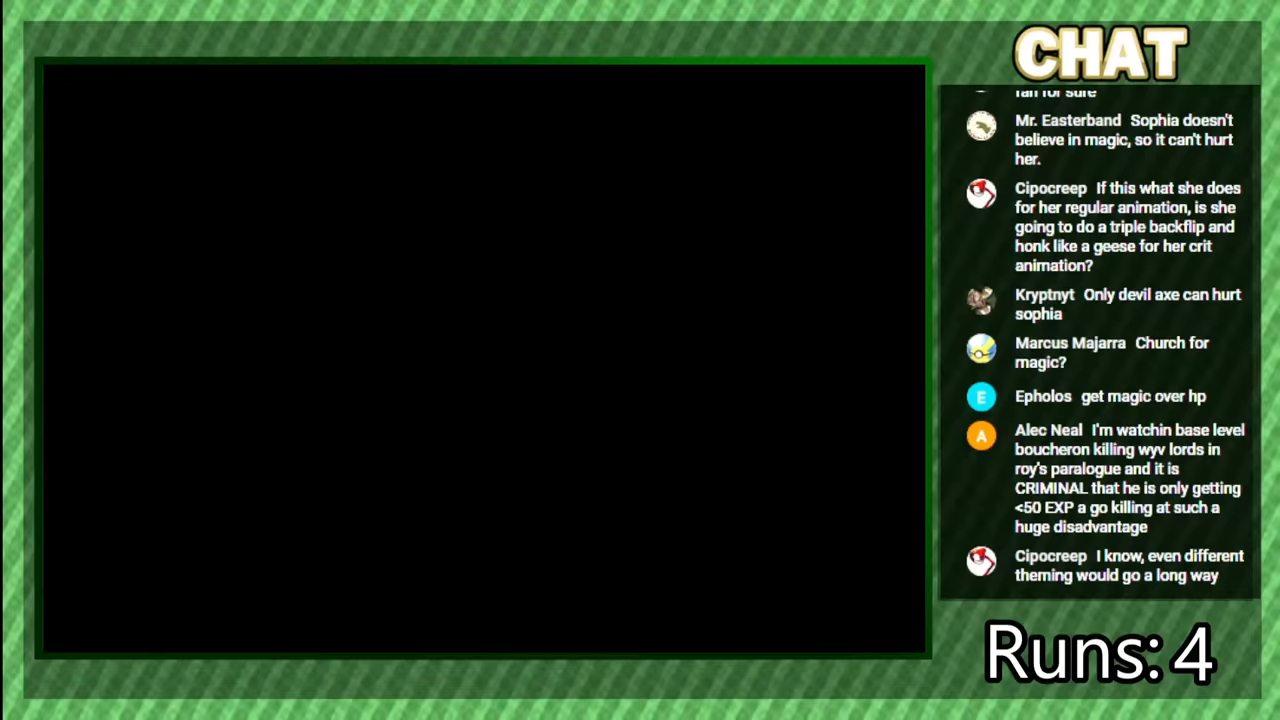 CHAT
fan for sure
Mr. Easterband Sophia doesn't
believe in magic, so it can't hurt
her.
Cipocreep If this what she does
for her regular animation, is she
going to do a triple backflip and
honk like a geese for her crit
animation?
Kryptnyt Only devil axe can hurt
sophia
Marcus Majarra Church for
magic?
E
Epholos get magic over hp
A
Alec Neal I'm watchin base level
boucheron killing wyv lords in
roy's paralogue and it is
CRIMINAL that he is only getting
<50 EXP a go killing at such a
huge disadvantage
Cipocreep I know, even different
theming would go a long way
Runs: 4